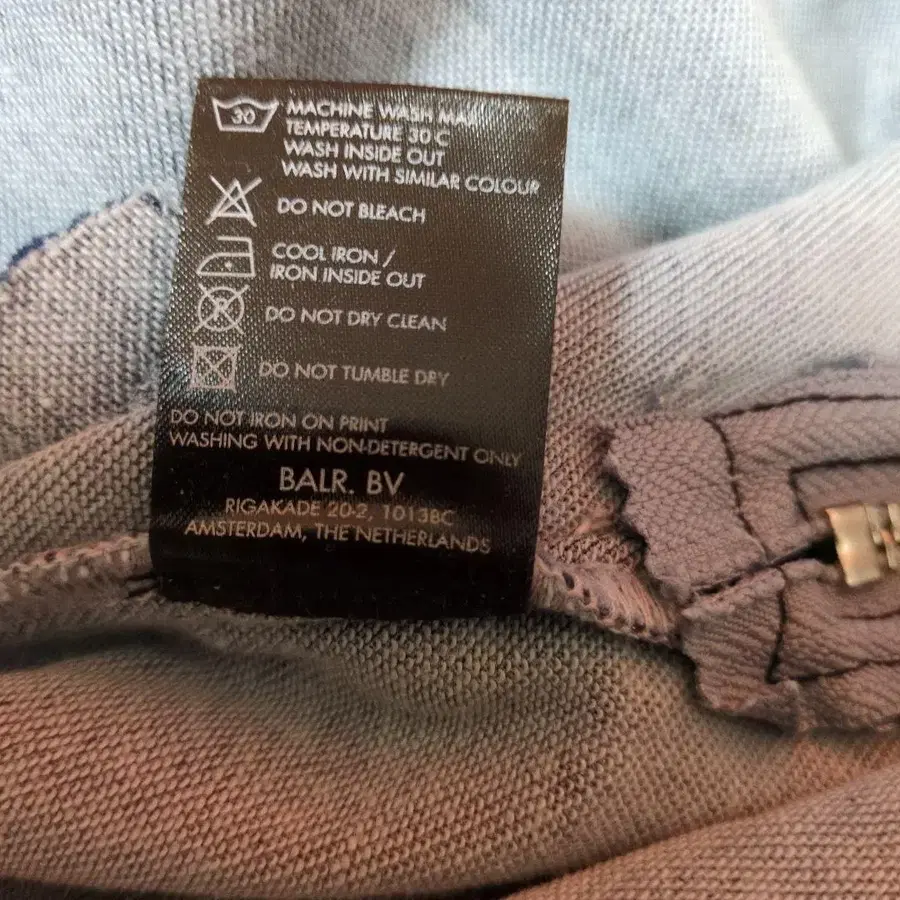 30
MACHINE WASH MAX
TEMPERATURE 30 C
WASH INSIDE OUT
WASH WITH SIMILAR COLOUR
DO NOT BLEACH
COOL IRON /
IRON INSIDE OUT
DO NOT DRY CLEAN
DO NOT TUMBLE DRY
DO NOT IRON ON PRINT
WASHING WITH NON-DETERGENT ONLY
BALR. BV
RIGAKADE 20-2, 1013BC
AMSTERDAM, THE NETHERLANDS